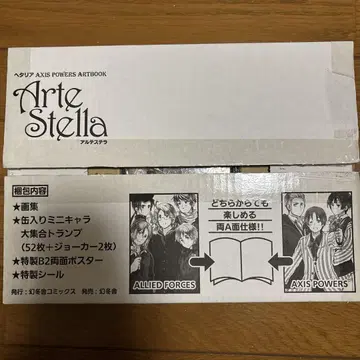 ヘタリア AXIS POWERS ARTBOOK
Arte
Stella
アルテステラ
梱包内容
★画集
★缶入りミニキャラ
大集合トランプ
(52枚+ジョーカー2枚)
★特製B2両面ポスター
★特製シール
発行:幻冬舎コミックス 発売:幻冬舎
どちらからでも
楽しめる
両A面仕様!!
ALLIED FORCES
AXIS POWERS